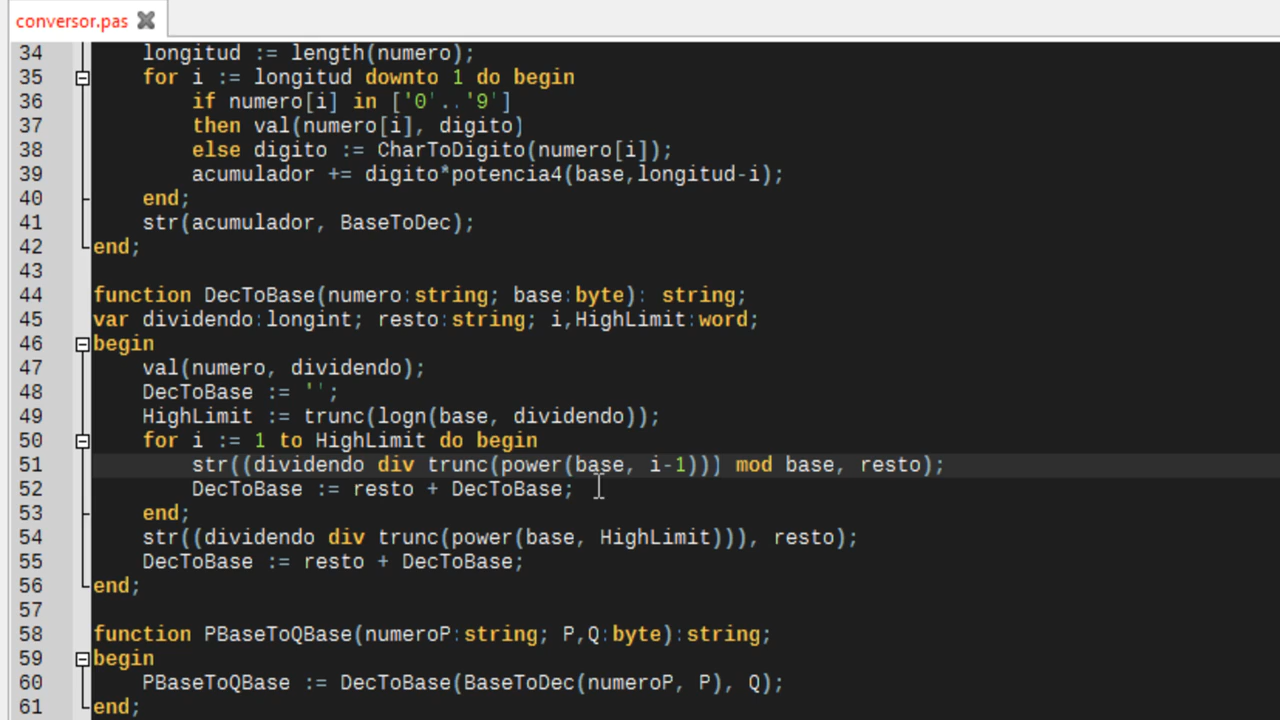 conversor.pas
34 longitud := length(numero);
35 for i := longitud downto 1 do begin
36 if numero[i] in ['0'..'9']
37 then val(numero[i], digito)
38 else digito := CharToDigito(numero[i]);
39 acumulador += digito*potencia4(base,longitud-i);
40 end;
41 str(acumulador, BaseToDec);
42 end;
43
44 function DecToBase(numero:string; base:byte): string;
45 var dividendo:longint; resto:string; i,HighLimit:word;
46 begin
47 val(numero, dividendo);
48 DecToBase := '';
49 HighLimit := trunc(logn(base, dividendo));
50 for i := 1 to HighLimit do begin
51 str((dividendo div trunc(power(base, i-1))) mod base, resto);
52 DecToBase := resto + DecToBase;
53 end;
54 str((dividendo div trunc(power(base, HighLimit))), resto);
55 DecToBase := resto + DecToBase;
56 end;
57
58 function PBaseToQBase(numeroP:string; P,Q:byte):string;
59 begin
60 PBaseToQBase := DecToBase(BaseToDec(numeroP, P), Q);
61 end;